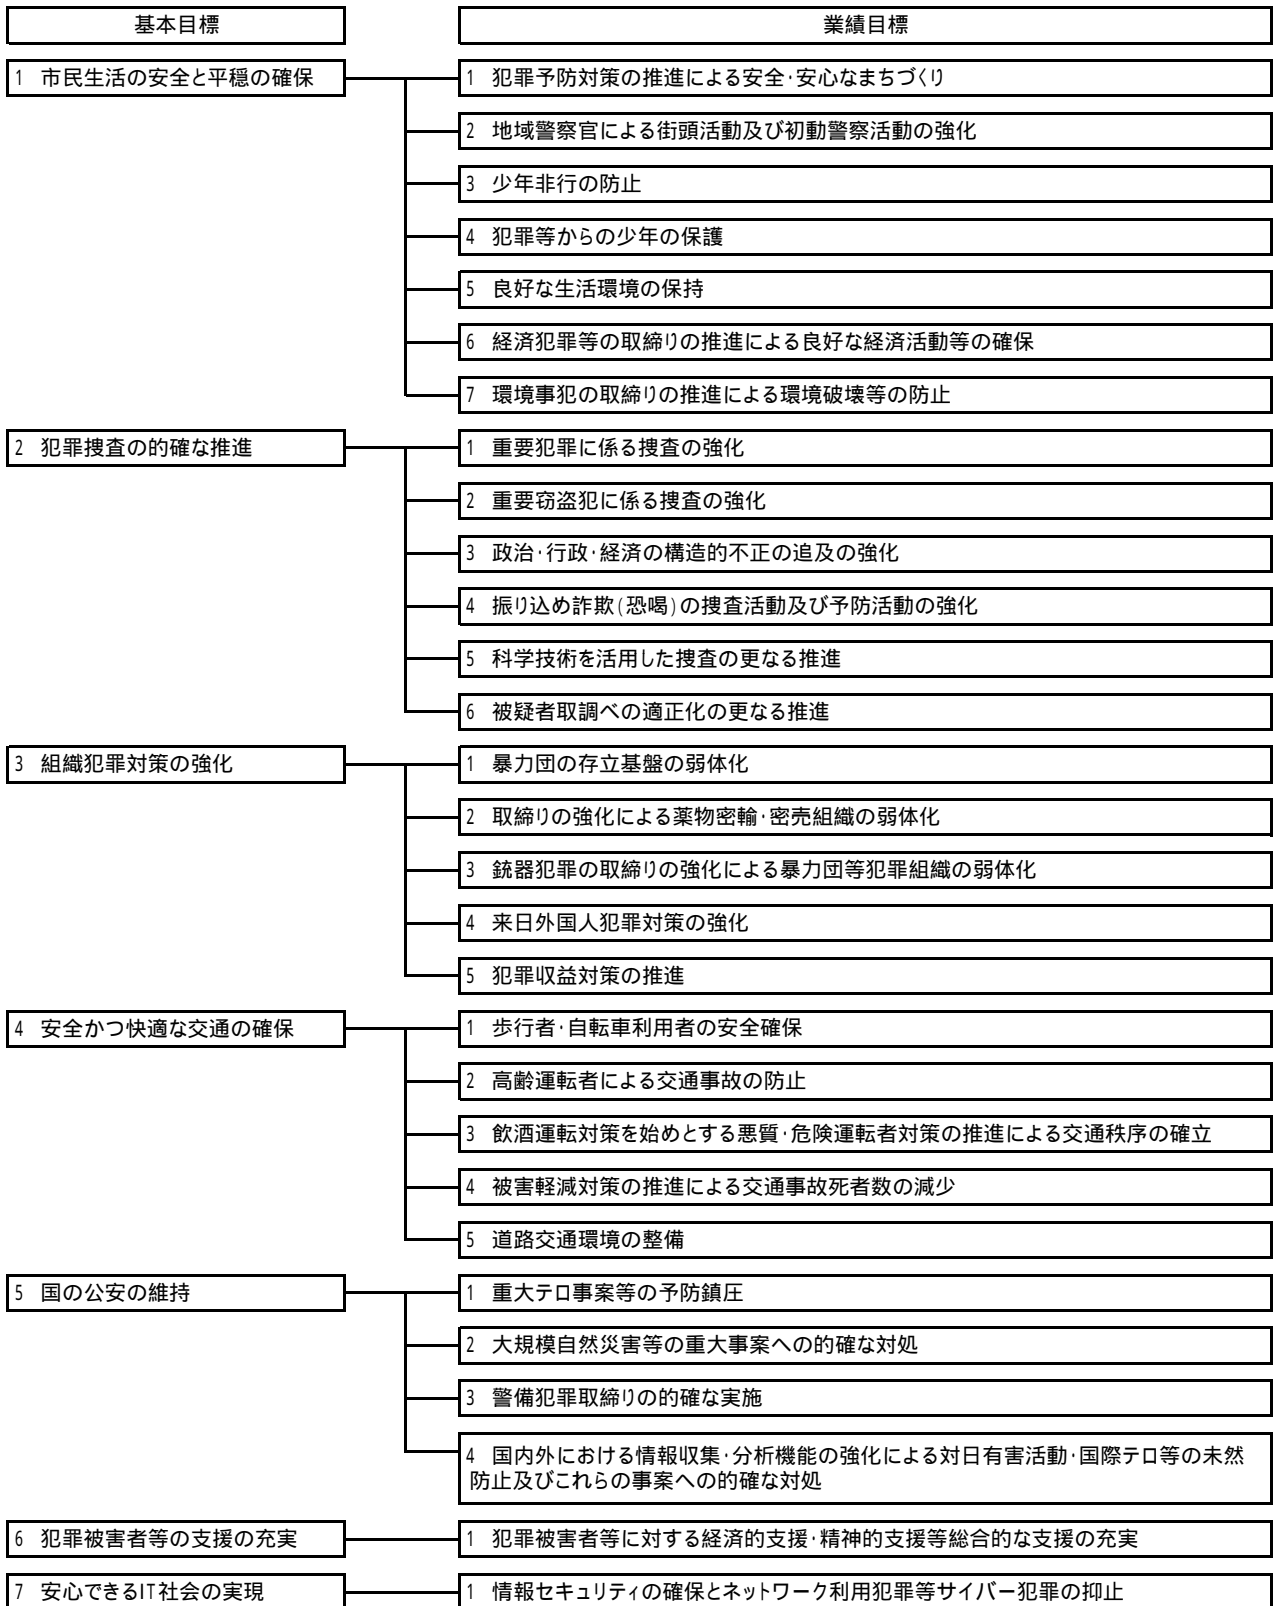 基本目標
業績目標
1 市民生活の安全と平穏の確保
1 犯罪予防対策の推進による安全・安心なまちづくり
2 地域警察官による街頭活動及び初動警察活動の強化
3 少年非行の防止
4 犯罪等からの少年の保護
5 良好な生活環境の保持
6 経済犯罪等の取締りの推進による良好な経済活動等の確保
7 環境事犯の取締りの推進による環境破壊等の防止
2 犯罪捜査の的確な推進
1 重要犯罪に係る捜査の強化
2 重要窃盗犯に係る捜査の強化
3 政治・行政・経済の構造的不正の追及の強化
4 振り込め詐欺(恐喝)の捜査活動及び予防活動の強化
5 科学技術を活用した捜査の更なる推進
6 被疑者取調べの適正化の更なる推進
3 組織犯罪対策の強化
1 暴力団の存立基盤の弱体化
2 取締りの強化による薬物密輸・密売組織の弱体化
3 銃器犯罪の取締りの強化による暴力団等犯罪組織の弱体化
4 来日外国人犯罪対策の強化
5 犯罪収益対策の推進
4 安全かつ快適な交通の確保
1 歩行者・自転車利用者の安全確保
2 高齢運転者による交通事故の防止
3 飲酒運転対策を始めとする悪質・危険運転者対策の推進による交通秩序の確立
4 被害軽減対策の推進による交通事故死者数の減少
5 道路交通環境の整備
5 国の公安の維持
1 重大テロ事案等の予防鎮圧
2 大規模自然災害等の重大事案への的確な対処
3 警備犯罪取締りの的確な実施
4 国内外における情報収集・分析機能の強化による対日有害活動・国際テロ等の未然
防止及びこれらの事案への的確な対処
6 犯罪被害者等の支援の充実
1 犯罪被害者等に対する経済的支援・精神的支援等総合的な支援の充実
7 安心できるIT社会の実現
1 情報セキュリティの確保とネットワーク利用犯罪等サイバー犯罪の抑止